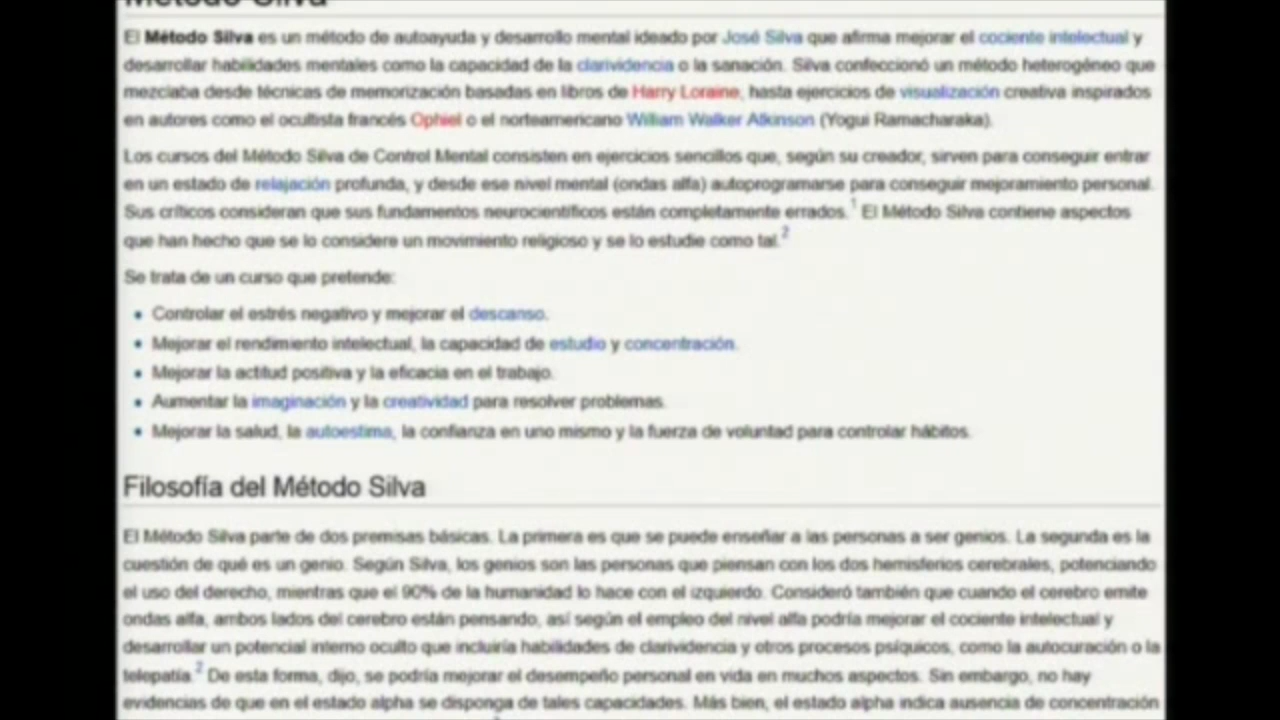 Método Silva
El Método Silva es un método de autoayuda y desarrollo mental ideado por José Silva que afirma mejorar el cociente intelectual y
desarrollar habilidades mentales como la capacidad de la clarividencia o la sanación. Silva confeccionó un método heterogéneo que
mezclaba desde técnicas de memorización basadas en libros de Harry Loraine, hasta ejercicios de visualización creativa inspirados
en autores como el ocultista francés Ophiel o el norteamericano William Walker Atkinson (Yogui Ramacharaka).
Los cursos del Método Silva de Control Mental consisten en ejercicios sencillos que, según su creador, sirven para conseguir entrar
en un estado de relajación profunda, y desde ese nivel mental (ondas alfa) autoprogramarse para conseguir mejoramiento personal.
Sus críticos consideran que sus fundamentos neurocientíficos están completamente errados.1 El Método Silva contiene aspectos
que han hecho que se lo considere un movimiento religioso y se lo estudie como tal.2
Se trata de un curso que pretende:
• Controlar el estrés negativo y mejorar el descanso.
• Mejorar el rendimiento intelectual, la capacidad de estudio y concentración.
• Mejorar la actitud positiva y la eficacia en el trabajo.
• Aumentar la imaginación y la creatividad para resolver problemas.
• Mejorar la salud, la autoestima, la confianza en uno mismo y la fuerza de voluntad para controlar hábitos.
Filosofía del Método Silva
El Método Silva parte de dos premisas básicas. La primera es que se puede enseñar a las personas a ser genios. La segunda es la
cuestión de qué es un genio. Según Silva, los genios son las personas que piensan con los dos hemisferios cerebrales, potenciando
el uso del derecho, mientras que el 90% de la humanidad lo hace con el izquierdo. Consideró también que cuando el cerebro emite
ondas alfa, ambos lados del cerebro están pensando, así según el empleo del nivel alfa podría mejorar el cociente intelectual y
desarrollar un potencial interno oculto que incluiría habilidades de clarividencia y otros procesos psíquicos, como la autocuración o la
telepatía.2 De esta forma, dijo, se podría mejorar el desempeño personal en vida en muchos aspectos. Sin embargo, no hay
evidencias de que en el estado alpha se disponga de tales capacidades. Más bien, el estado alpha indica ausencia de concentración